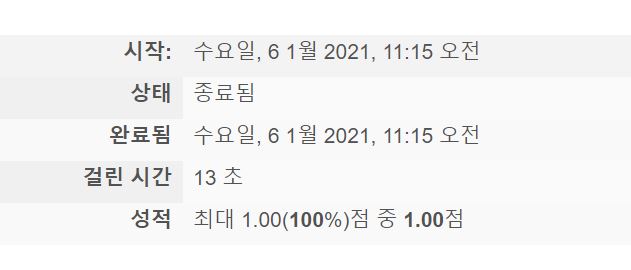 시작: 수요일, 6 1월 2021, 11:15 오전
상태 종료됨
완료됨 수요일, 6 1월 2021, 11:15 오전
걸린 시간 13 초
성적 최대 1.00(100%)점 중 1.00점